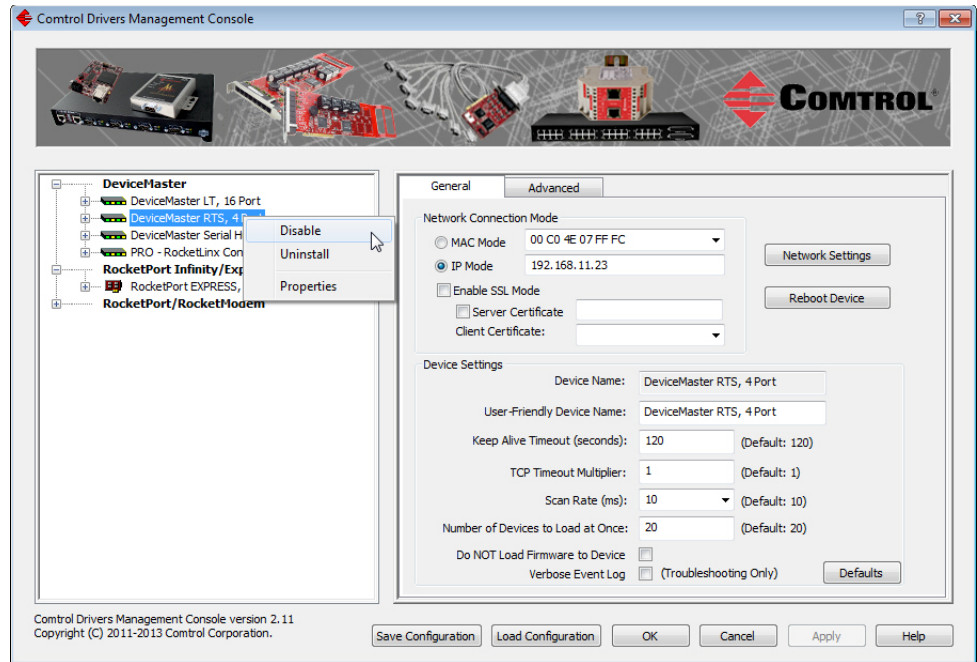 Comtrol Drivers Management Console
COMTROL
DeviceMaster
DeviceMaster LT, 16 Port
DeviceMaster RTS, 4
DeviceMaster Serial H
PRO - RocketLinx Con
RocketPort Infinity/Exp
RocketPort EXPRESS,
RocketPort/RocketModem
Disable
Uninstall
Properties
General
Advanced
Network Connection Mode
MAC Mode
00 C0 4E 07 FF FC
IP Mode
192.168.11.23
Enable SSL Mode
Server Certificate
Client Certificate:
Network Settings
Reboot Device
Device Settings
Device Name: DeviceMaster RTS, 4 Port
User-Friendly Device Name: DeviceMaster RTS, 4 Port
Keep Alive Timeout (seconds): 120 (Default: 120)
TCP Timeout Multiplier: 1 (Default: 1)
Scan Rate (ms): 10 (Default: 10)
Number of Devices to Load at Once: 20 (Default: 20)
Do NOT Load Firmware to Device
Verbose Event Log (Troubleshooting Only)
Defaults
Comtrol Drivers Management Console version 2.11
Copyright (C) 2011-2013 Comtrol Corporation.
Save Configuration
Load Configuration
OK
Cancel
Apply
Help